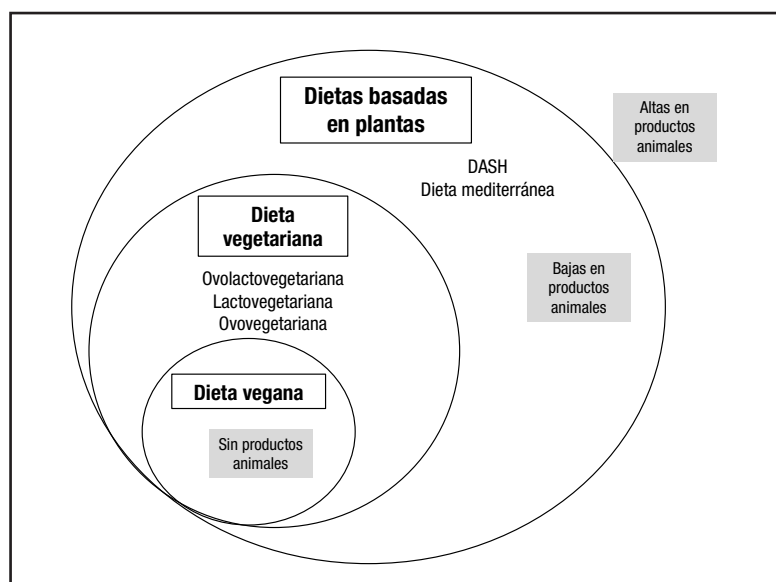 Dietas basadas
en plantas
Altas en
productos
animales
DASH
Dieta mediterránea
Dieta
vegetariana
Ovolactovegetariana
Lactovegetariana
Ovovegetariana
Bajas en
productos
animales
Dieta vegana
Sin productos
animales